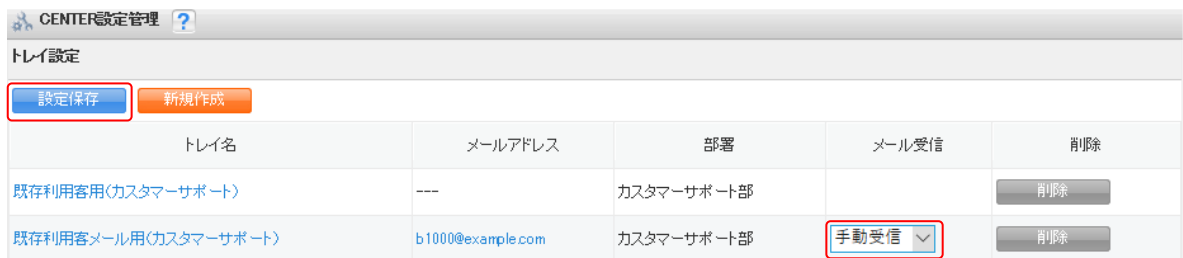 CENTER設定管理 ?
トレイ設定
設定保存 新規作成
トレイ名 メールアドレス 部署 メール受信 削除
既存利用客用(カスタマーサポート) --- カスタマーサポート部 削除
既存利用客メール用(カスタマーサポート) b1000@example.com カスタマーサポート部 手動受信 削除